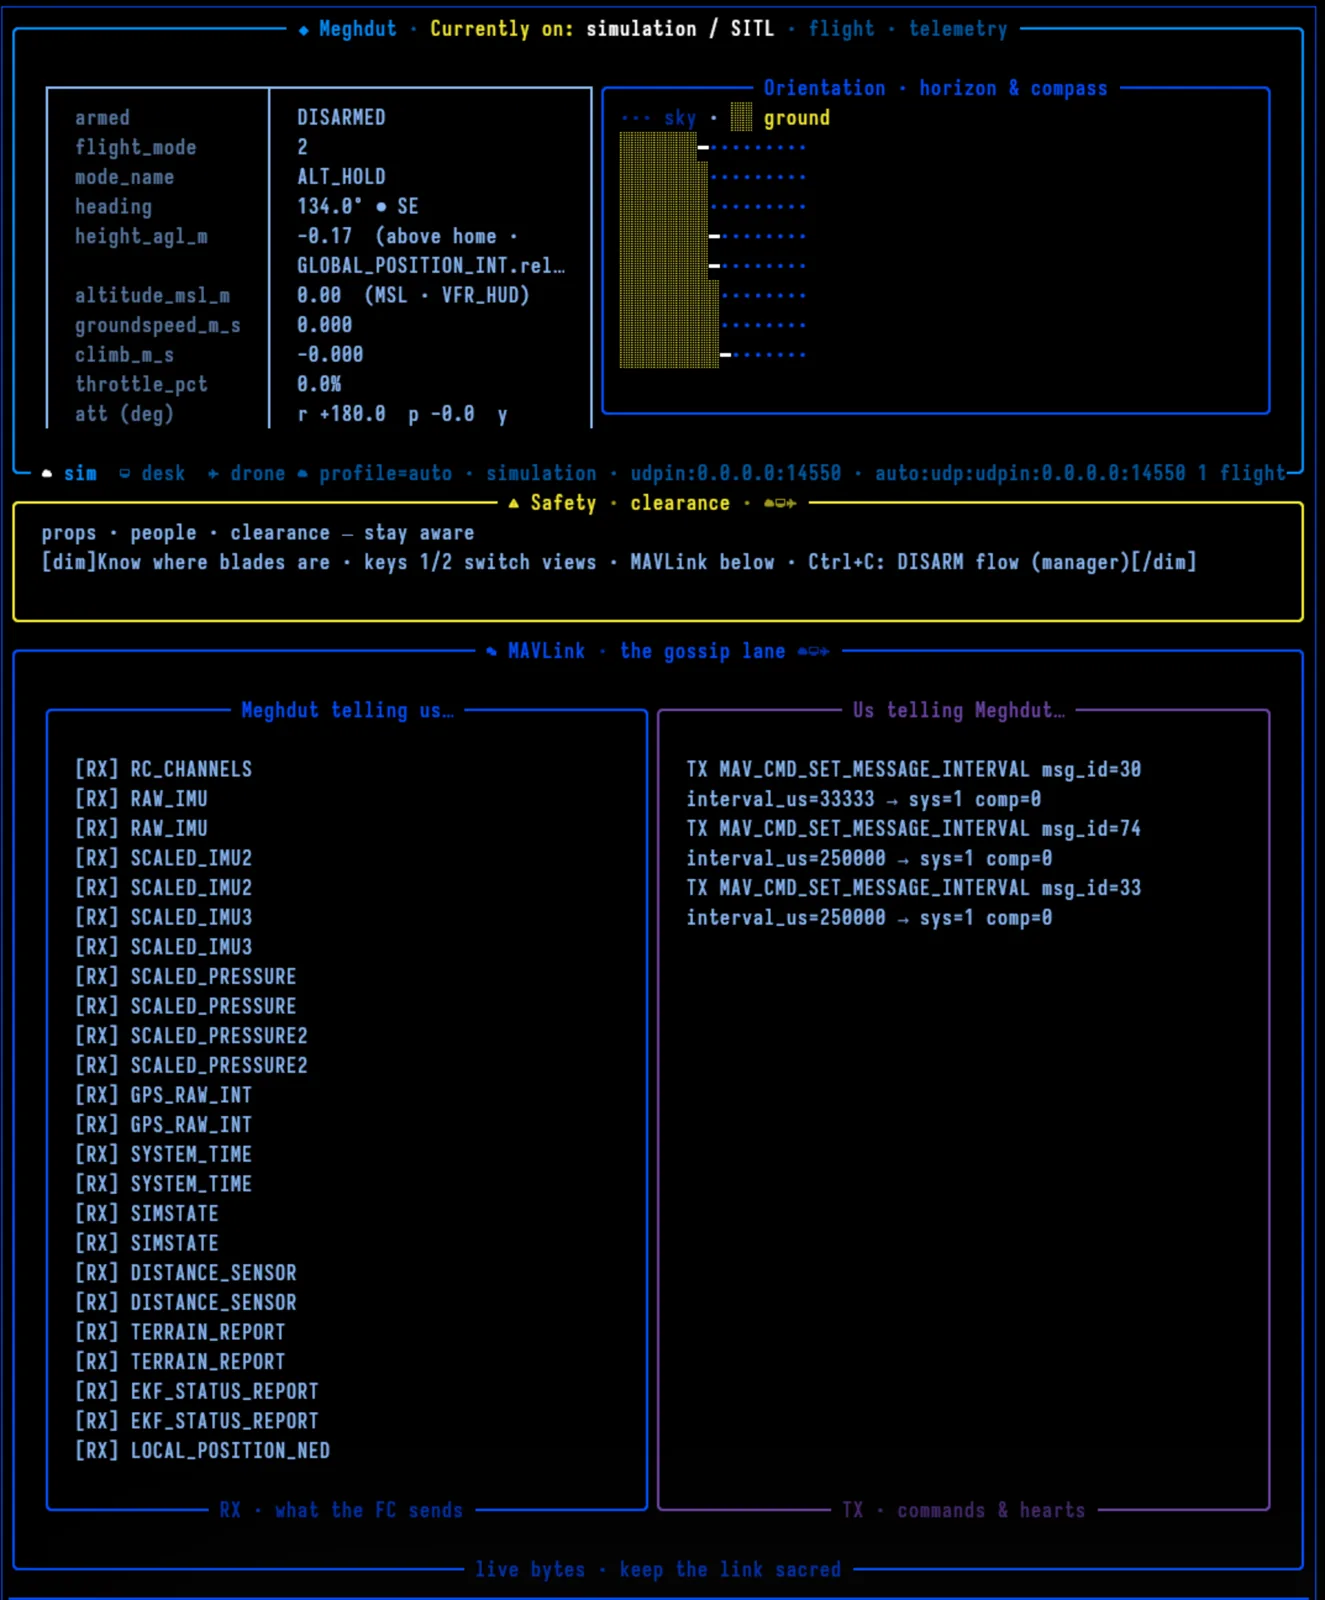 ◆ Meghdut · Currently on: simulation / SITL · flight · telemetry
armed DISARMED
flight_mode 2
mode_name ALT_HOLD
heading 134.0° ● SE
height_agl_m -0.17 (above home ·
GLOBAL_POSITION_INT.rel…
altitude_msl_m 0.00 (MSL · VFR_HUD)
groundspeed_m_s 0.000
climb_m_s -0.000
throttle_pct 0.0%
att (deg) r +180.0 p -0.0 y
Orientation · horizon & compass
··· sky · ground
sim desk drone profile=auto · simulation · udpin:0.0.0.0:14550 · auto:udp:udpin:0.0.0.0:14550 1 flight
▲ Safety · clearance ·
props · people · clearance — stay aware
[dim]Know where blades are · keys 1/2 switch views · MAVLink below · Ctrl+C: DISARM flow (manager)[/dim]
MAVLink · the gossip lane
Meghdut telling us…
[RX] RC_CHANNELS
[RX] RAW_IMU
[RX] RAW_IMU
[RX] SCALED_IMU2
[RX] SCALED_IMU2
[RX] SCALED_IMU3
[RX] SCALED_IMU3
[RX] SCALED_PRESSURE
[RX] SCALED_PRESSURE
[RX] SCALED_PRESSURE2
[RX] SCALED_PRESSURE2
[RX] GPS_RAW_INT
[RX] GPS_RAW_INT
[RX] SYSTEM_TIME
[RX] SYSTEM_TIME
[RX] SIMSTATE
[RX] SIMSTATE
[RX] DISTANCE_SENSOR
[RX] DISTANCE_SENSOR
[RX] TERRAIN_REPORT
[RX] TERRAIN_REPORT
[RX] EKF_STATUS_REPORT
[RX] EKF_STATUS_REPORT
[RX] LOCAL_POSITION_NED
RX · what the FC sends
Us telling Meghdut…
TX MAV_CMD_SET_MESSAGE_INTERVAL msg_id=30
interval_us=33333 → sys=1 comp=0
TX MAV_CMD_SET_MESSAGE_INTERVAL msg_id=74
interval_us=250000 → sys=1 comp=0
TX MAV_CMD_SET_MESSAGE_INTERVAL msg_id=33
interval_us=250000 → sys=1 comp=0
TX · commands & hearts
live bytes · keep the link sacred